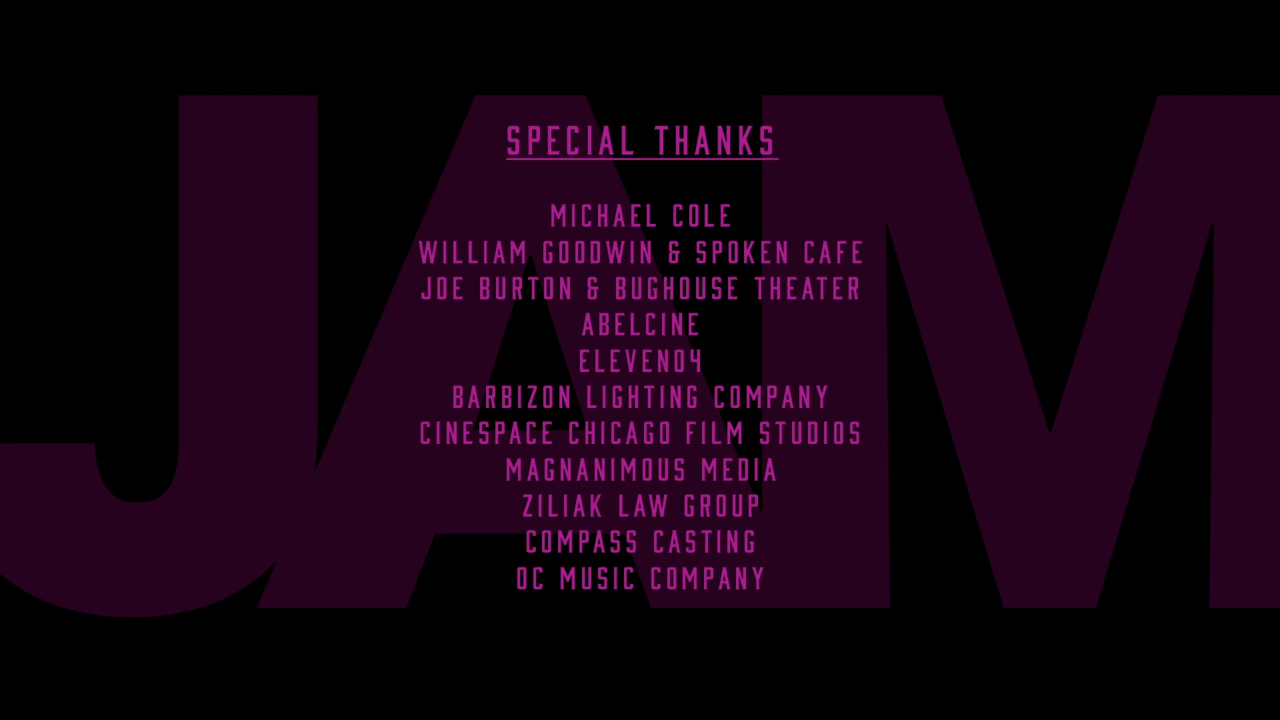 JAM
SPECIAL THANKS
MICHAEL COLE
WILLIAM GOODWIN & SPOKEN CAFE
JOE BURTON & BUGHOUSE THEATER
ABELCINE
ELEVEN04
BARBIZON LIGHTING COMPANY
CINESPACE CHICAGO FILM STUDIOS
MAGNANIMOUS MEDIA
ZILIAK LAW GROUP
COMPASS CASTING
OC MUSIC COMPANY